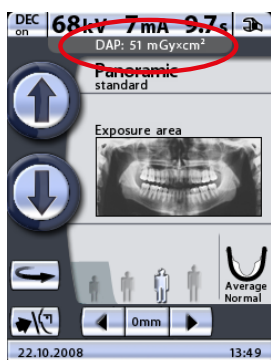 DEC on 68kV 7mA 9.7s
DAP: 51 mGy×cm²
Panoramic
standard
Exposure area
Average
Normal
0mm
22.10.2008 13:49